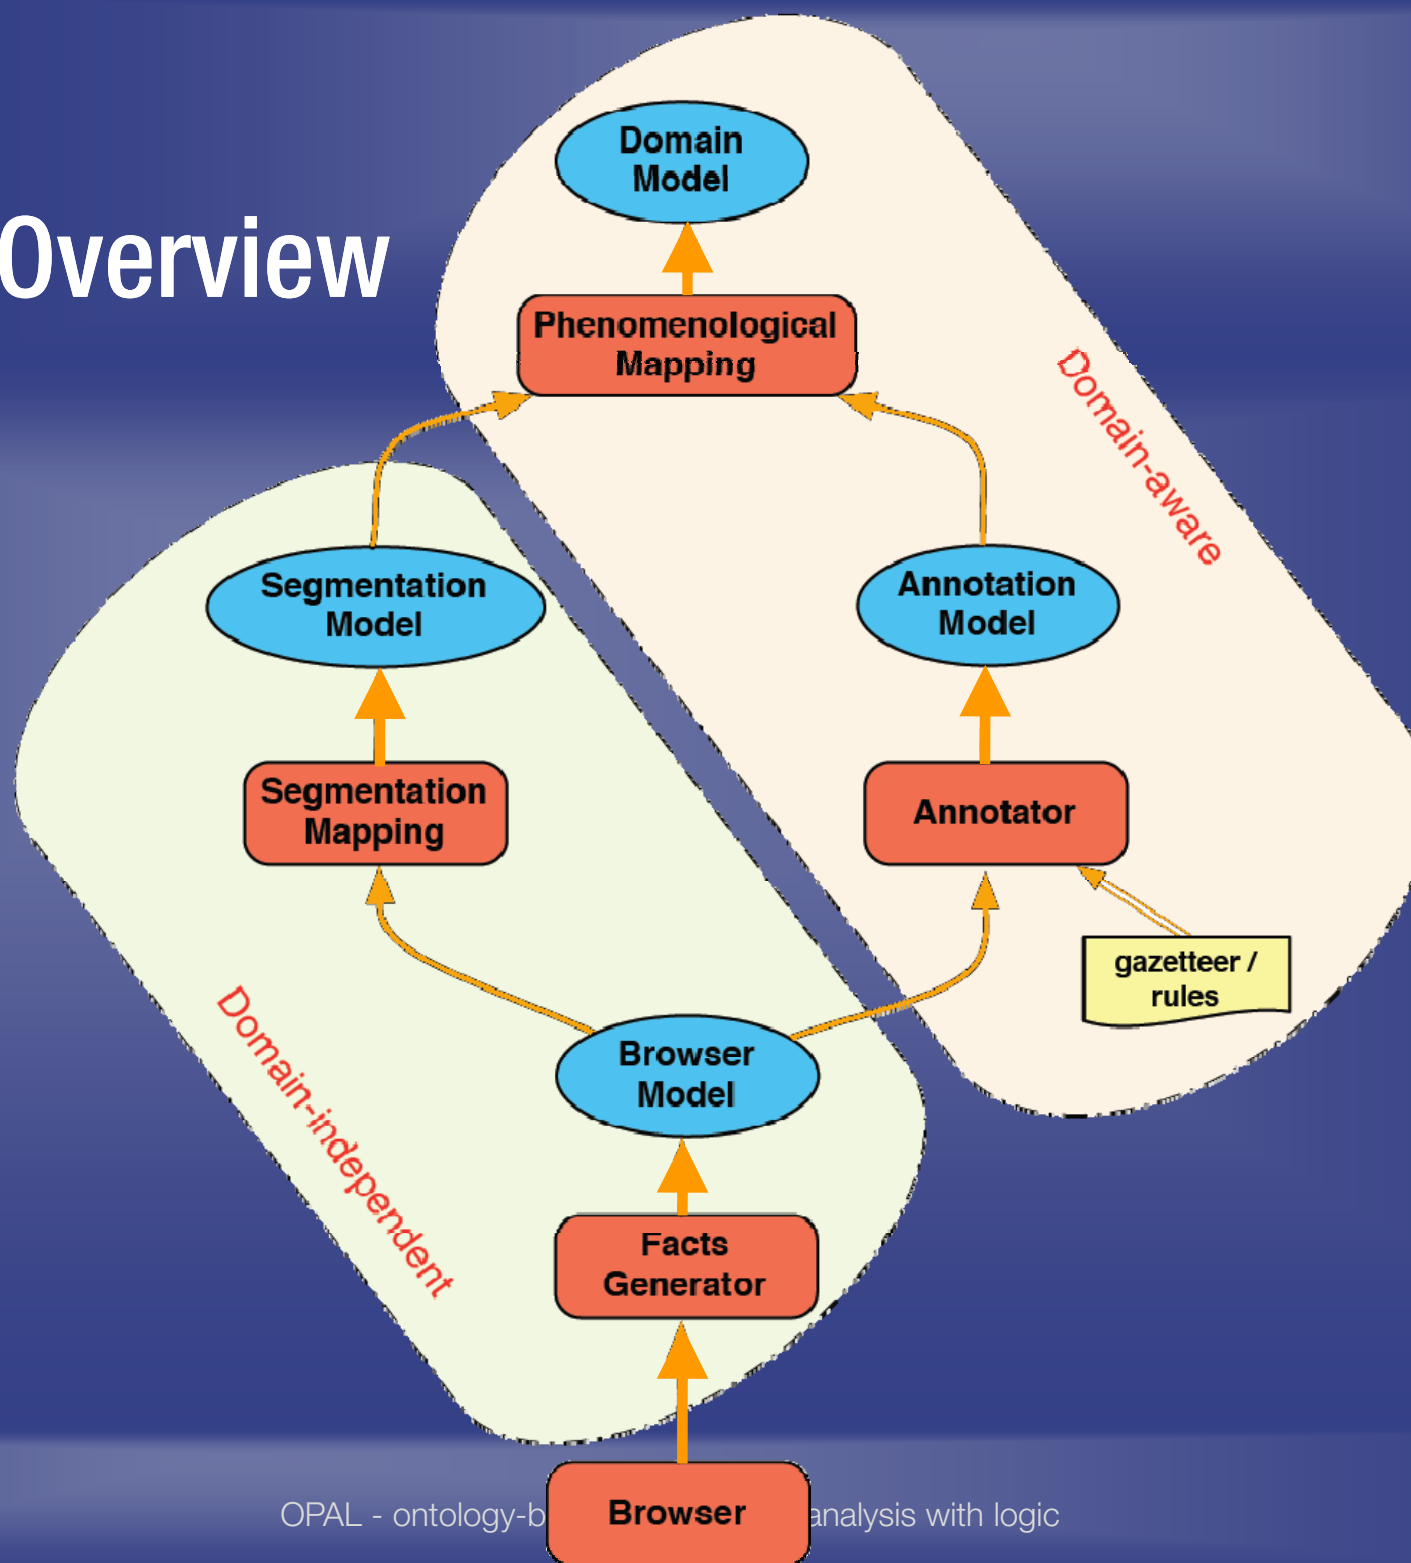 Domain
Model
Overview
Phenomenological
Mapping
Domain-aware
Segmentation
Model
Annotation
Model
Segmentation
Mapping
Annotator
gazetteer /
rules
Browser
Model
Domain-independent
Facts
Generator
Browser
OPAL - ontology-b analysis with logic